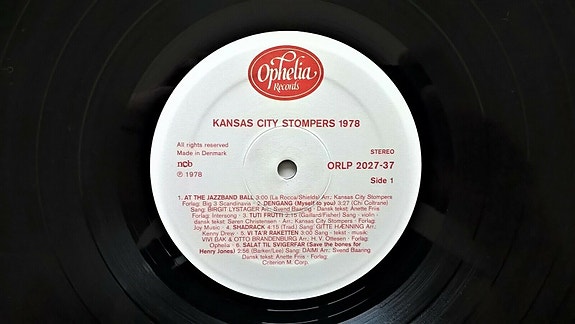 Ophelia
Records
KANSAS CITY STOMPERS 1978
All rights reserved
Made in Denmark
ncb
℗ 1978
STEREO
ORLP 2027-37
Side 1
1. AT THE JAZZBAND BALL 3:00 (La Rocca/Shields) Arr.: Kansas City Stompers
Forlag: Big 3 Scandinavis - 2. DENGANG (Myself to you) 3:27 (Chi Coltrane)
Sang: BIRGIT LYSTAGER Arr.: Svend Baaring - Dansk tekst: Anette Friis
Forlag: Intersong - 3. TUTI FRUTTI 2:15 (Gaillard/Fisher) Sang - violin :
Søren Christensen - Arr.: Kansas City Stompers - Forlag:
Joy Music - 4. SHADRACK 4:15 (Trad.) Sang: GITTE HÆNNING Arr.:
Kenny Drew - 5. VI TA'R RAKETTEN 3:00 Sang - tekst - musik:
VIVI BAK & OTTO BRANDENBURG Arr.: H. V. Ottesen - Forlag:
Ophelia - 6. SALAT TIL SVIGERFAR (Save the bones for
Henry Jones) 2:56 (Barker/Lee) Sang: DAIMI Arr.: Svend Baaring
Dansk tekst: Anette Friis - Forlag:
Criterion M. Corp.